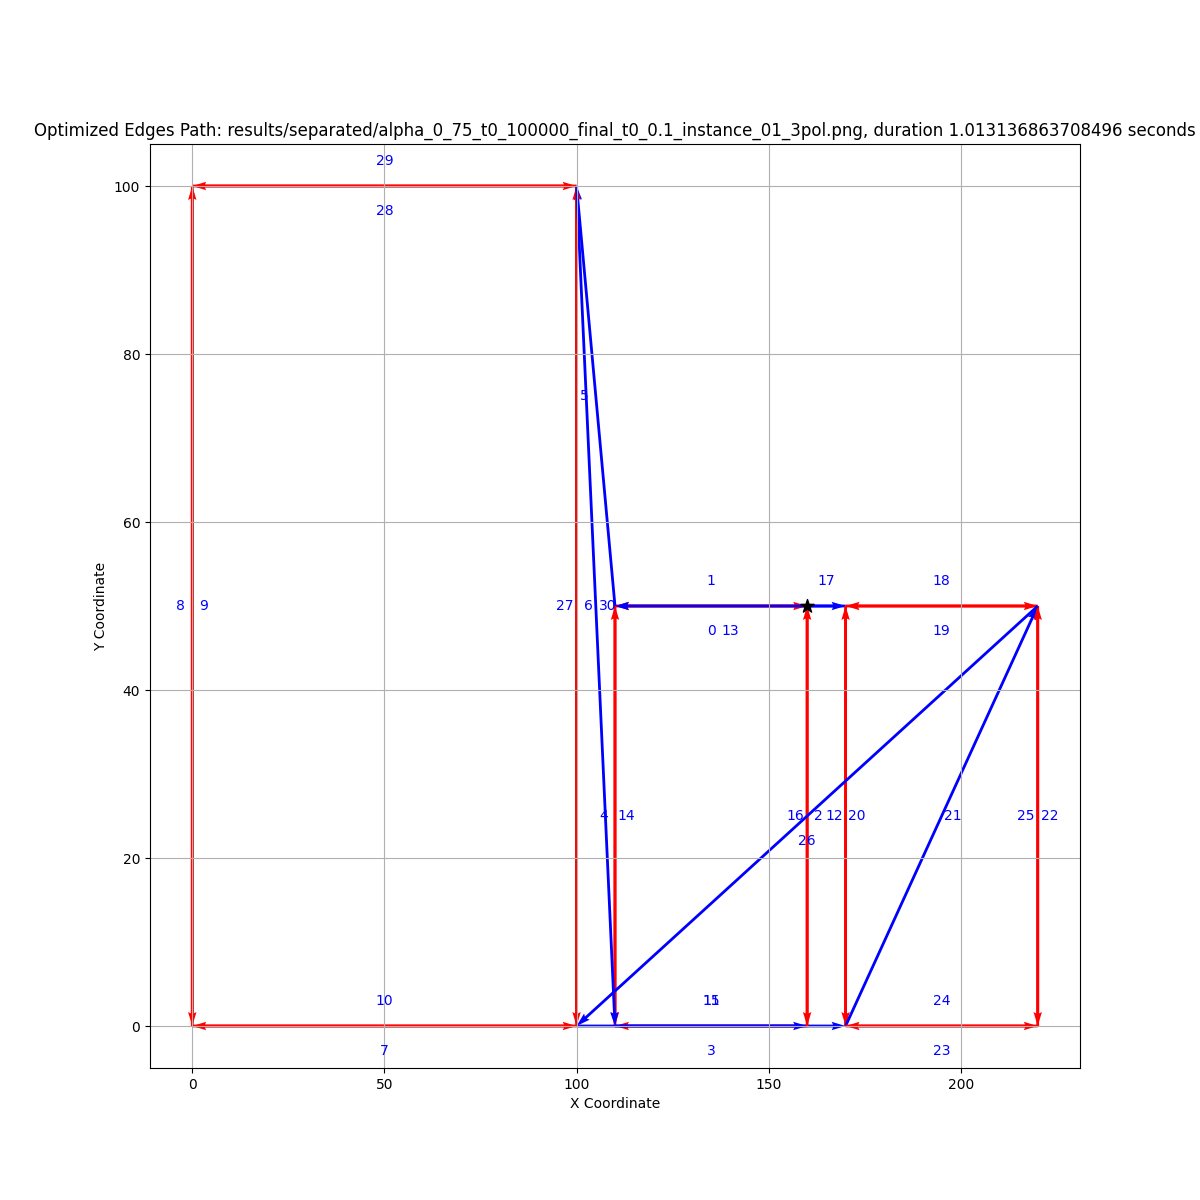 Optimized Edges Path: results/separated/alpha_0_75_t0_100000_final_t0_0.1_instance_01_3pol.png, duration 1.013136863708496 seconds
29
100
28
80
5
60
1 17 18
8 9 27 6 30
0 13 19
Y Coordinate
40
4 14 16 2 12 20 21 25 22
26
20
10 15 24
0
7 3 23
0 50 100 150 200
X Coordinate